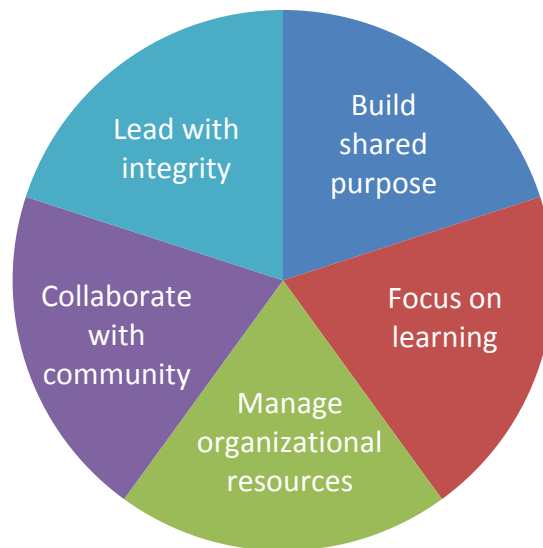 Build
shared
purpose
Focus on
learning
Manage
organizational
resources
Collaborate
with
community
Lead with
integrity